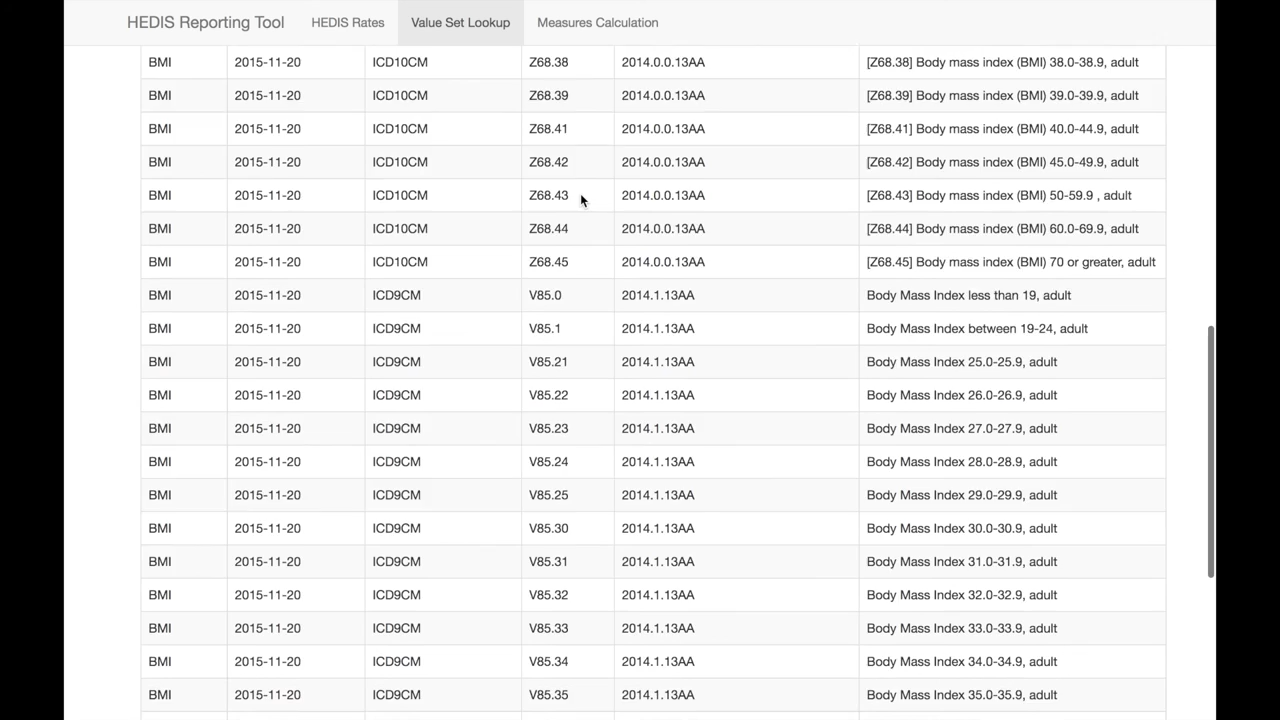 HEDIS Reporting Tool HEDIS Rates Value Set Lookup Measures Calculation
BMI 2015-11-20 ICD10CM Z68.38 2014.0.0.13AA [Z68.38] Body mass index (BMI) 38.0-38.9, adult
BMI 2015-11-20 ICD10CM Z68.39 2014.0.0.13AA [Z68.39] Body mass index (BMI) 39.0-39.9, adult
BMI 2015-11-20 ICD10CM Z68.41 2014.0.0.13AA [Z68.41] Body mass index (BMI) 40.0-44.9, adult
BMI 2015-11-20 ICD10CM Z68.42 2014.0.0.13AA [Z68.42] Body mass index (BMI) 45.0-49.9, adult
BMI 2015-11-20 ICD10CM Z68.43 2014.0.0.13AA [Z68.43] Body mass index (BMI) 50-59.9 , adult
BMI 2015-11-20 ICD10CM Z68.44 2014.0.0.13AA [Z68.44] Body mass index (BMI) 60.0-69.9, adult
BMI 2015-11-20 ICD10CM Z68.45 2014.0.0.13AA [Z68.45] Body mass index (BMI) 70 or greater, adult
BMI 2015-11-20 ICD9CM V85.0 2014.1.13AA Body Mass Index less than 19, adult
BMI 2015-11-20 ICD9CM V85.1 2014.1.13AA Body Mass Index between 19-24, adult
BMI 2015-11-20 ICD9CM V85.21 2014.1.13AA Body Mass Index 25.0-25.9, adult
BMI 2015-11-20 ICD9CM V85.22 2014.1.13AA Body Mass Index 26.0-26.9, adult
BMI 2015-11-20 ICD9CM V85.23 2014.1.13AA Body Mass Index 27.0-27.9, adult
BMI 2015-11-20 ICD9CM V85.24 2014.1.13AA Body Mass Index 28.0-28.9, adult
BMI 2015-11-20 ICD9CM V85.25 2014.1.13AA Body Mass Index 29.0-29.9, adult
BMI 2015-11-20 ICD9CM V85.30 2014.1.13AA Body Mass Index 30.0-30.9, adult
BMI 2015-11-20 ICD9CM V85.31 2014.1.13AA Body Mass Index 31.0-31.9, adult
BMI 2015-11-20 ICD9CM V85.32 2014.1.13AA Body Mass Index 32.0-32.9, adult
BMI 2015-11-20 ICD9CM V85.33 2014.1.13AA Body Mass Index 33.0-33.9, adult
BMI 2015-11-20 ICD9CM V85.34 2014.1.13AA Body Mass Index 34.0-34.9, adult
BMI 2015-11-20 ICD9CM V85.35 2014.1.13AA Body Mass Index 35.0-35.9, adult